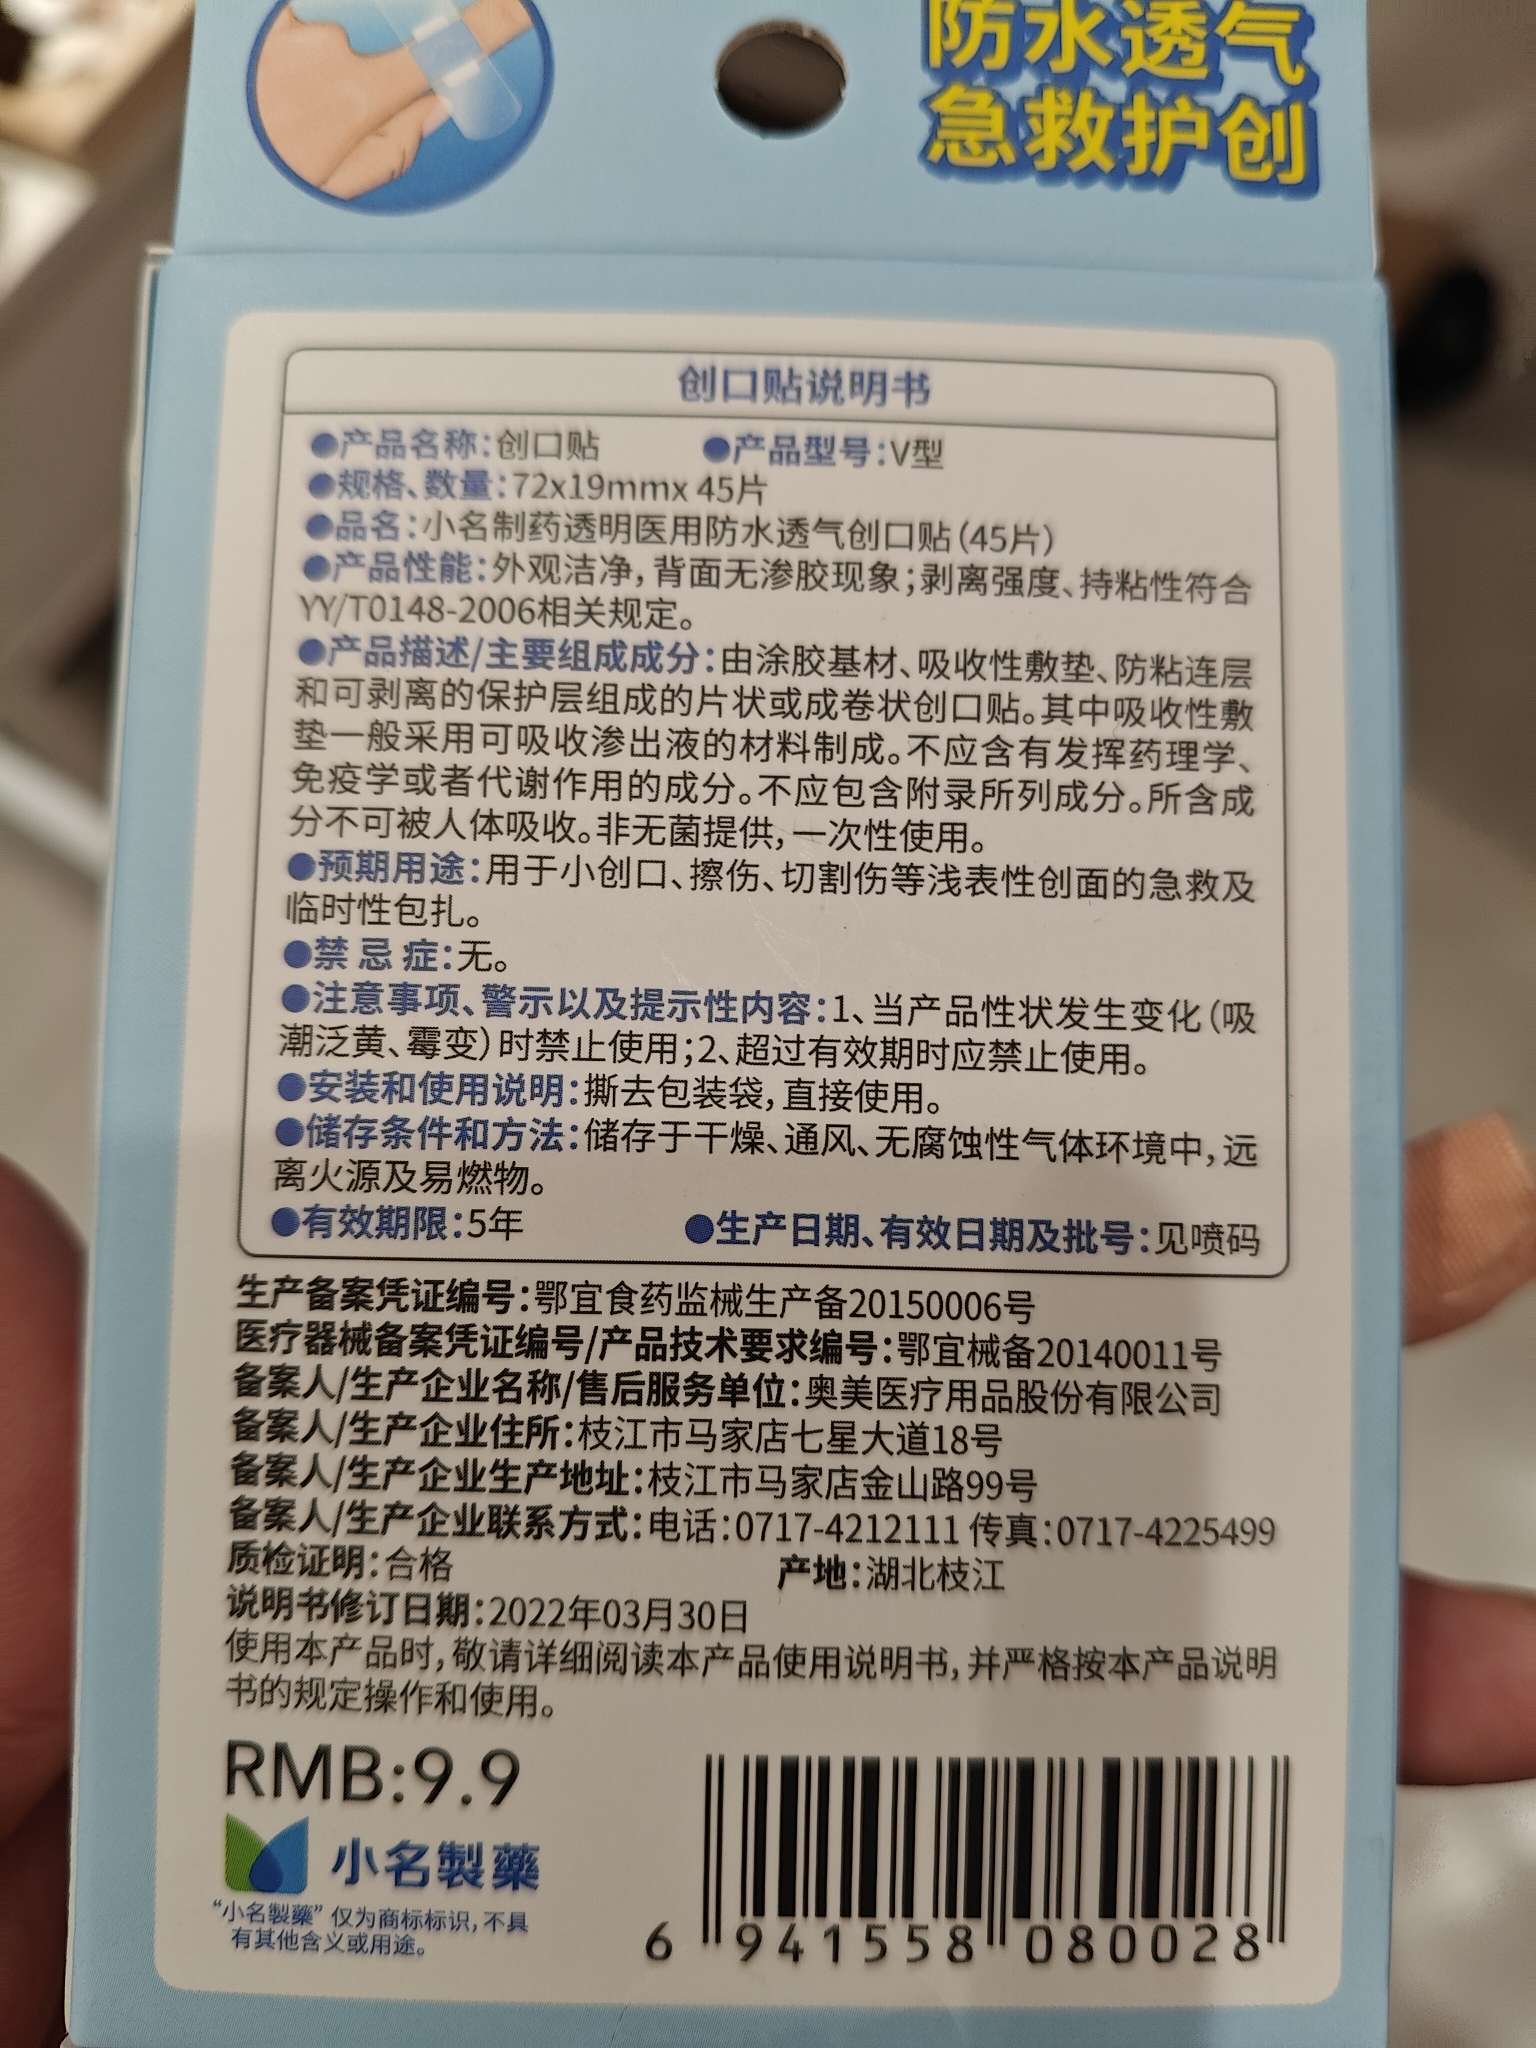 防水透气
急救护创
创口贴说明书
●产品名称：创口贴 ●产品型号：V型
●规格、数量：72x19mmx 45片
●品名：小名制药透明医用防水透气创口贴（45片）
●产品性能：外观洁净，背面无渗胶现象；剥离强度、持粘性符合
YY/T0148-2006相关规定。
●产品描述/主要组成成分：由涂胶基材、吸收性敷垫、防粘连层
和可剥离的保护层组成的片状或成卷状创口贴。其中吸收性敷
垫一般采用可吸收渗出液的材料制成。不应含有发挥药理学、
免疫学或者代谢作用的成分。不应包含附录所列成分。所含成
分不可被人体吸收。非无菌提供，一次性使用。
●预期用途：用于小创口、擦伤、切割伤等浅表性创面的急救及
临时性包扎。
●禁 忌 症：无。
●注意事项、警示以及提示性内容：1、当产品性状发生变化（吸
潮泛黄、霉变）时禁止使用；2、超过有效期时应禁止使用。
●安装和使用说明：撕去包装袋，直接使用。
●储存条件和方法：储存于干燥、通风、无腐蚀性气体环境中，远
离火源及易燃物。
●有效期限：5年 ●生产日期、有效日期及批号：见喷码
生产备案凭证编号：鄂宜食药监械生产备20150006号
医疗器械备案凭证编号/产品技术要求编号：鄂宜械备20140011号
备案人/生产企业名称/售后服务单位：奥美医疗用品股份有限公司
备案人/生产企业住所：枝江市马家店七星大道18号
备案人/生产企业生产地址：枝江市马家店金山路99号
备案人/生产企业联系方式：电话：0717-4212111 传真：0717-4225499
质检证明：合格 产地：湖北枝江
说明书修订日期：2022年03月30日
使用本产品时，敬请详细阅读本产品使用说明书，并严格按本产品说明
书的规定操作和使用。
RMB:9.9
小名製藥
“小名製藥”仅为商标标识，不具
有其他含义或用途。
6 941558 080028